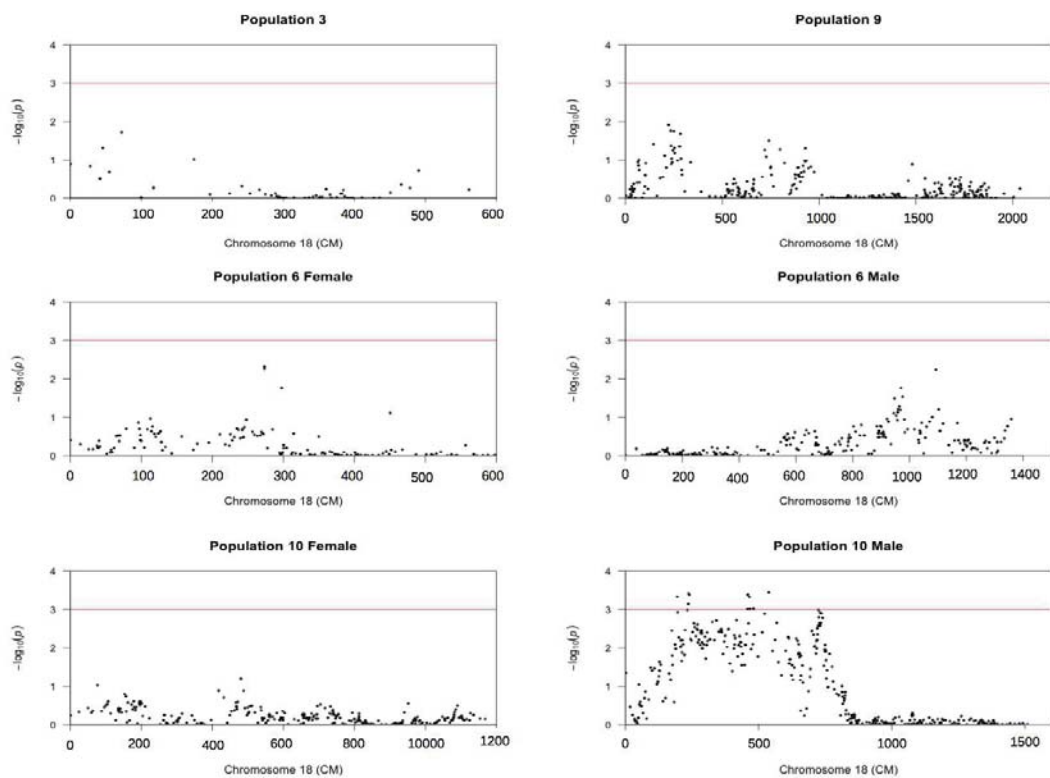 Population 3
4
3
2
1
0
−log10(p)
0 100 200 300 400 500 600
Chromosome 18 (CM)
Population 9
4
3
2
1
0
−log10(p)
0 500 1000 1500 2000
Chromosome 18 (CM)
Population 6 Female
4
3
2
1
0
−log10(p)
0 100 200 300 400 500 600
Chromosome 18 (CM)
Population 6 Male
4
3
2
1
0
−log10(p)
0 200 400 600 800 1000 1200 1400
Chromosome 18 (CM)
Population 10 Female
4
3
2
1
0
−log10(p)
0 200 400 600 800 10000 1200
Chromosome 18 (CM)
Population 10 Male
4
3
2
1
0
−log10(p)
0 500 1000 1500
Chromosome 18 (CM)